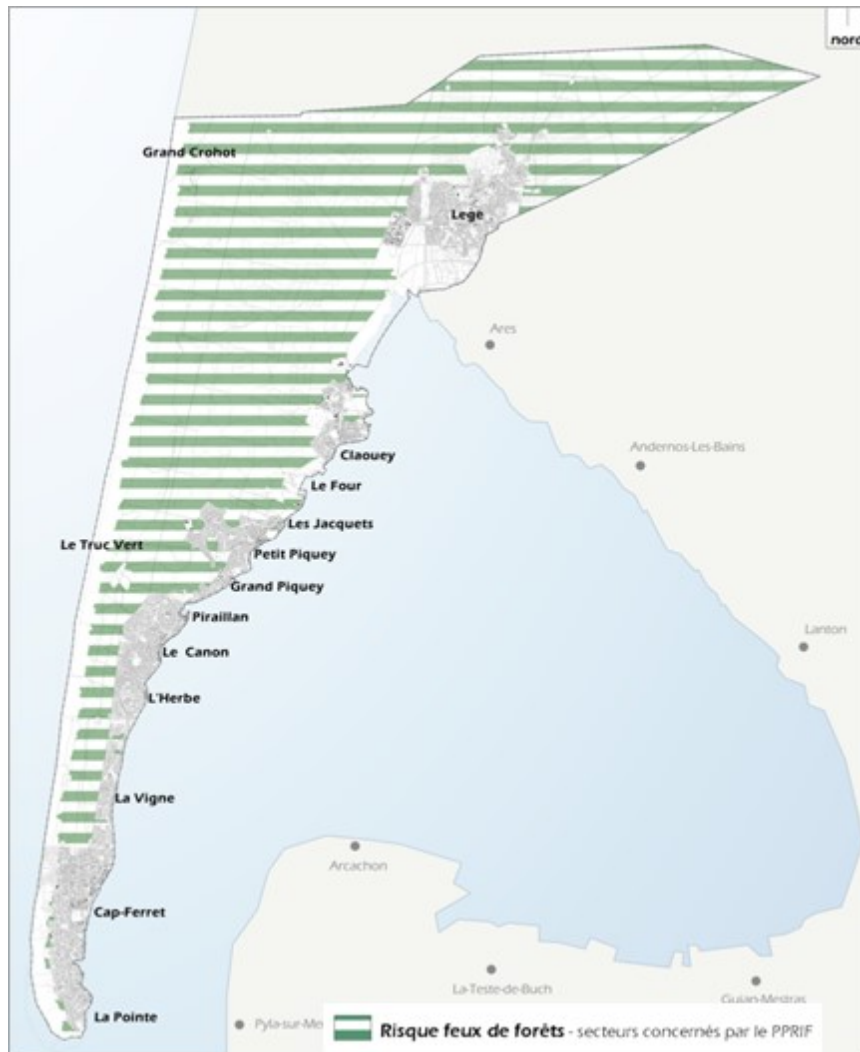 nord
Grand Crohot
Lège
Ares
Claouey
Andernos-Les-Bains
Le Four
Les Jacquets
Le Truc Vert
Petit Piquey
Grand Piquey
Piraillan
Lanton
Le Canon
L'Herbe
La Vigne
Arcachon
Cap-Ferret
La-Teste-de-Buch
Gujan-Mestras
La Pointe
Pyla-sur-Me
Risque feux de forêts - secteurs concernés par le PPRIF